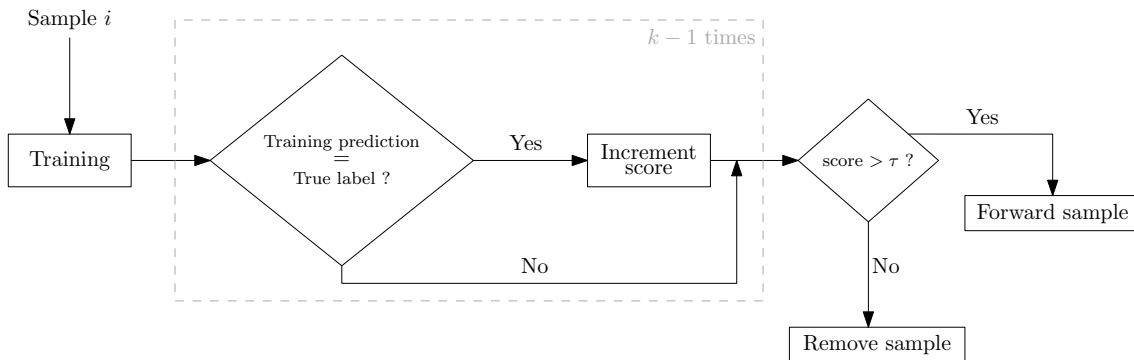 Sample i
k − 1 times
Training
Training prediction
=
True label ?
Yes
Increment
score
No
score > τ ?
Yes
Forward sample
No
Remove sample